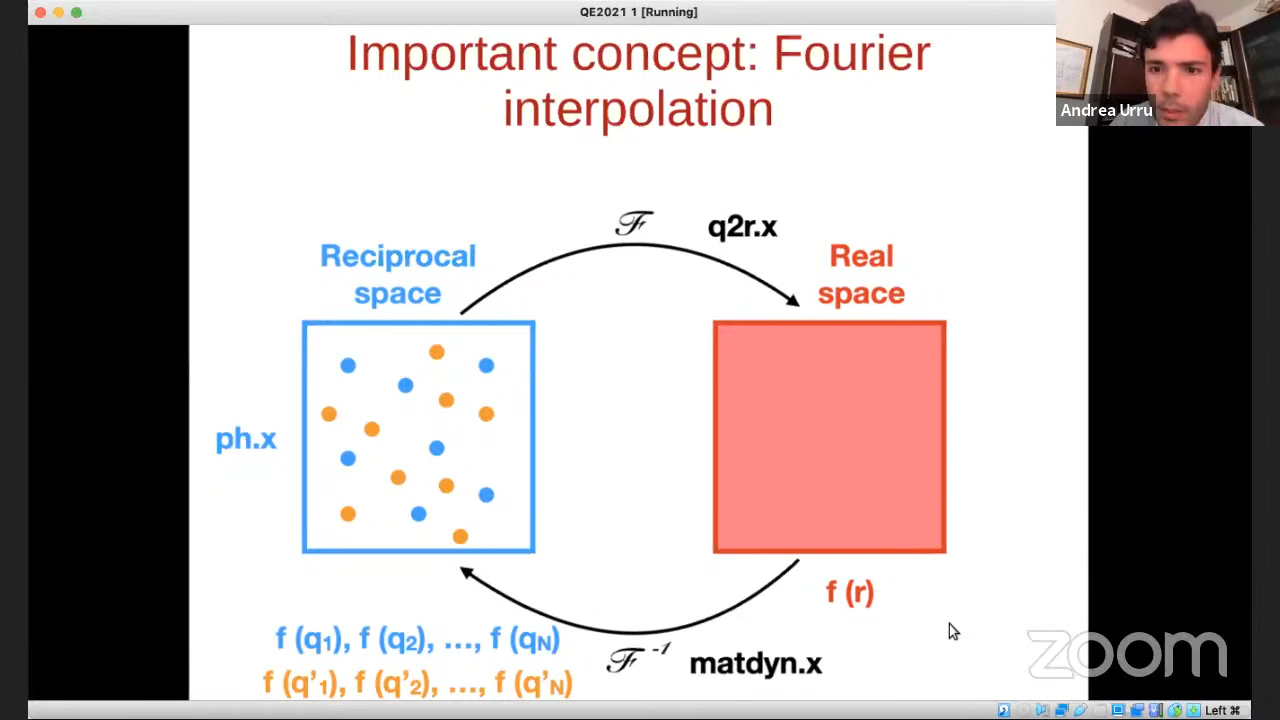 QE2021 1 [Running]
Important concept: Fourier
interpolation
Andrea Urru
ℱ
q2r.x
Reciprocal
space
Real
space
ph.x
f (r)
f (q₁), f (q₂), …, f (qN)
f (q’₁), f (q’₂), …, f (q’N)
ℱ ⁻¹
matdyn.x
zoom
Left ⌘